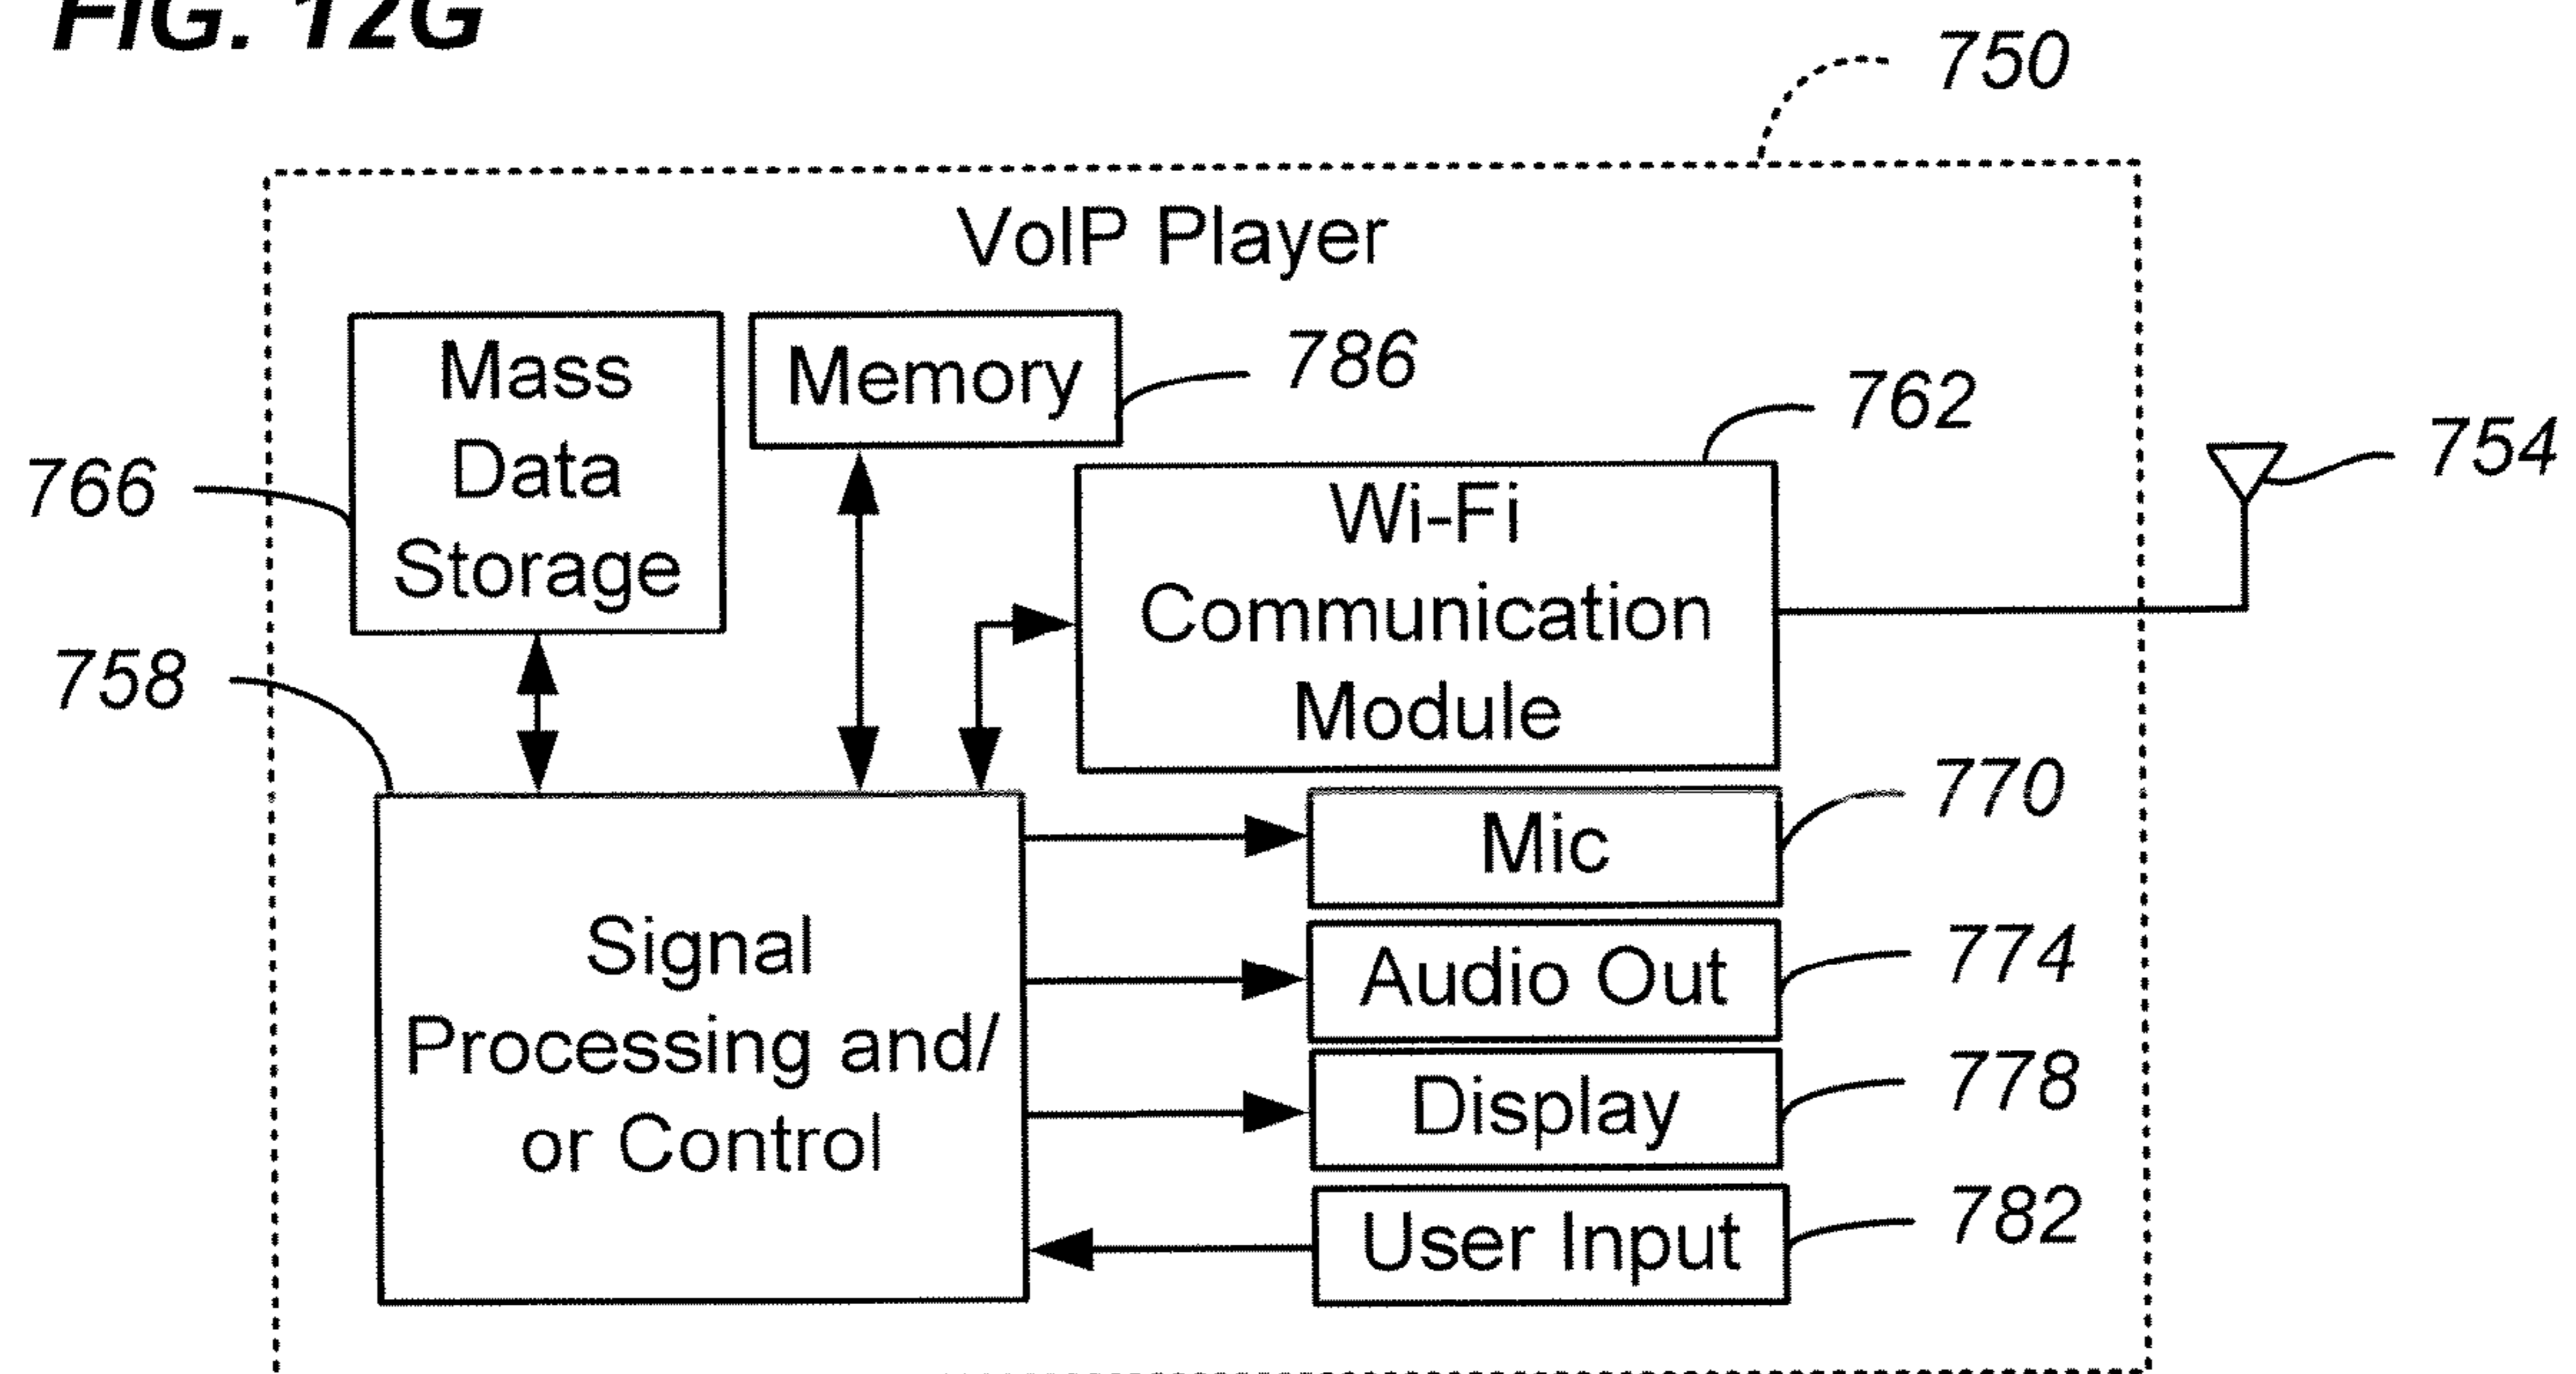 FIG. 12G
750
VoIP Player
Mass
Data
Storage
Memory
786
762
754
766
Wi-Fi
Communication
Module
758
770
Mic
Signal
Processing and/
or Control
Audio Out
774
Display
778
User Input
782